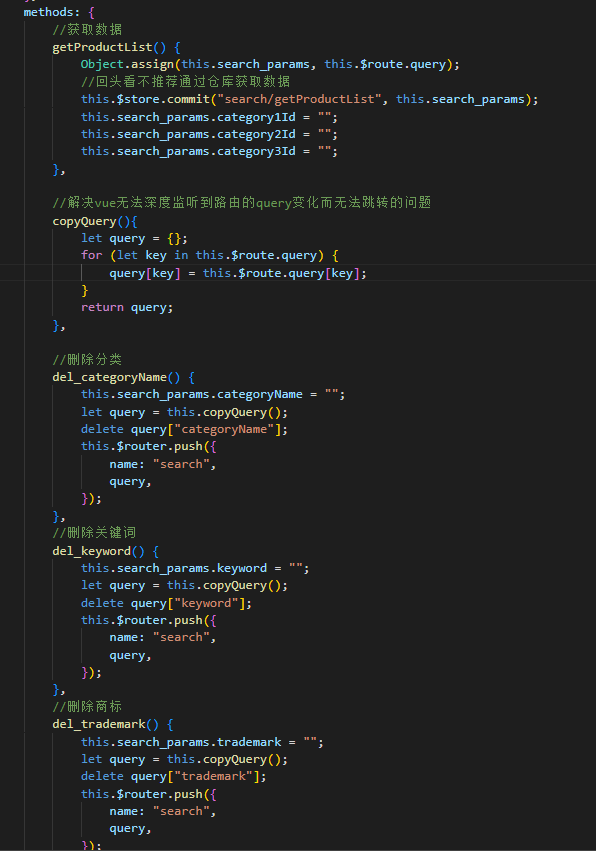 methods: {
//获取数据
getProductList() {
Object.assign(this.search_params, this.$route.query);
//回头看不推荐通过仓库获取数据
this.$store.commit("search/getProductList", this.search_params);
this.search_params.category1Id = "";
this.search_params.category2Id = "";
this.search_params.category3Id = "";
},
//解决vue无法深度监听到路由的query变化而无法跳转的问题
copyQuery(){
let query = {};
for (let key in this.$route.query) {
query[key] = this.$route.query[key];
}
return query;
},
//删除分类
del_categoryName() {
this.search_params.categoryName = "";
let query = this.copyQuery();
delete query["categoryName"];
this.$router.push({
name: "search",
query,
});
},
//删除关键词
del_keyword() {
this.search_params.keyword = "";
let query = this.copyQuery();
delete query["keyword"];
this.$router.push({
name: "search",
query,
});
},
//删除商标
del_trademark() {
this.search_params.trademark = "";
let query = this.copyQuery();
delete query["trademark"];
this.$router.push({
name: "search",
query,
});